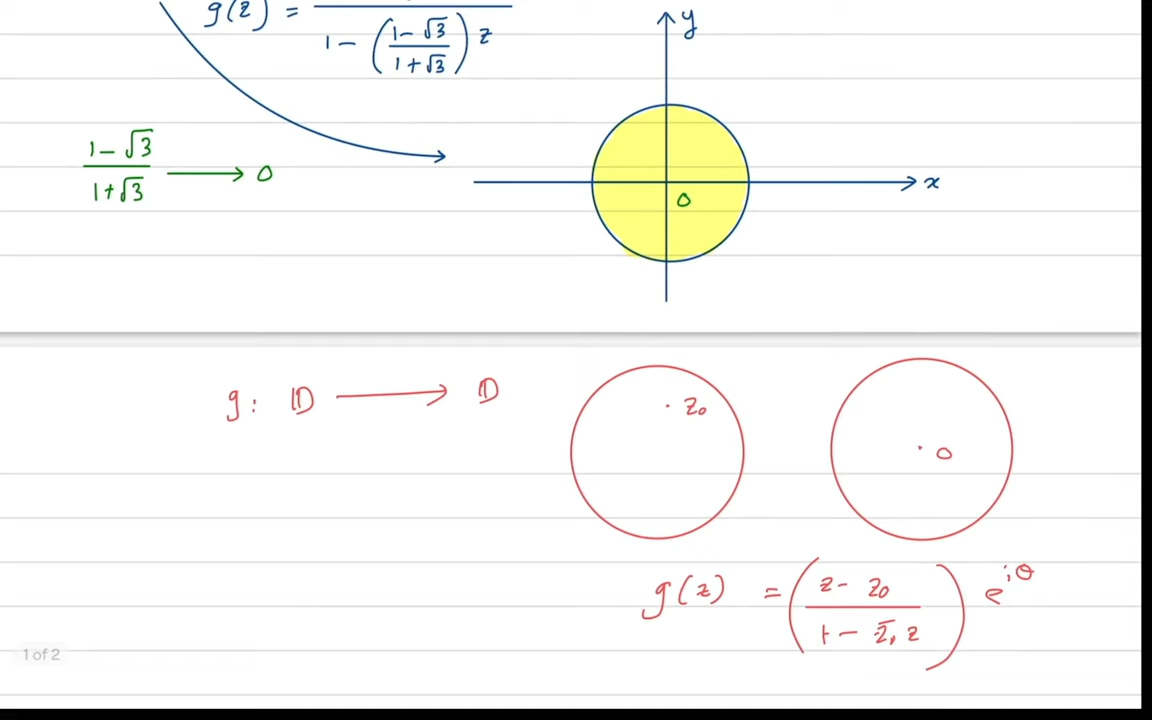 g(z) =
1 - ((1 - √3)/(1 + √3)) z
y
(1 - √3)/(1 + √3) ⟶ 0
x
0
g: 𝔻 ⟶ 𝔻
z₀
0
g(z) = ((z - z₀)/(1 - z̄₀ z)) e^{iθ}
1 of 2